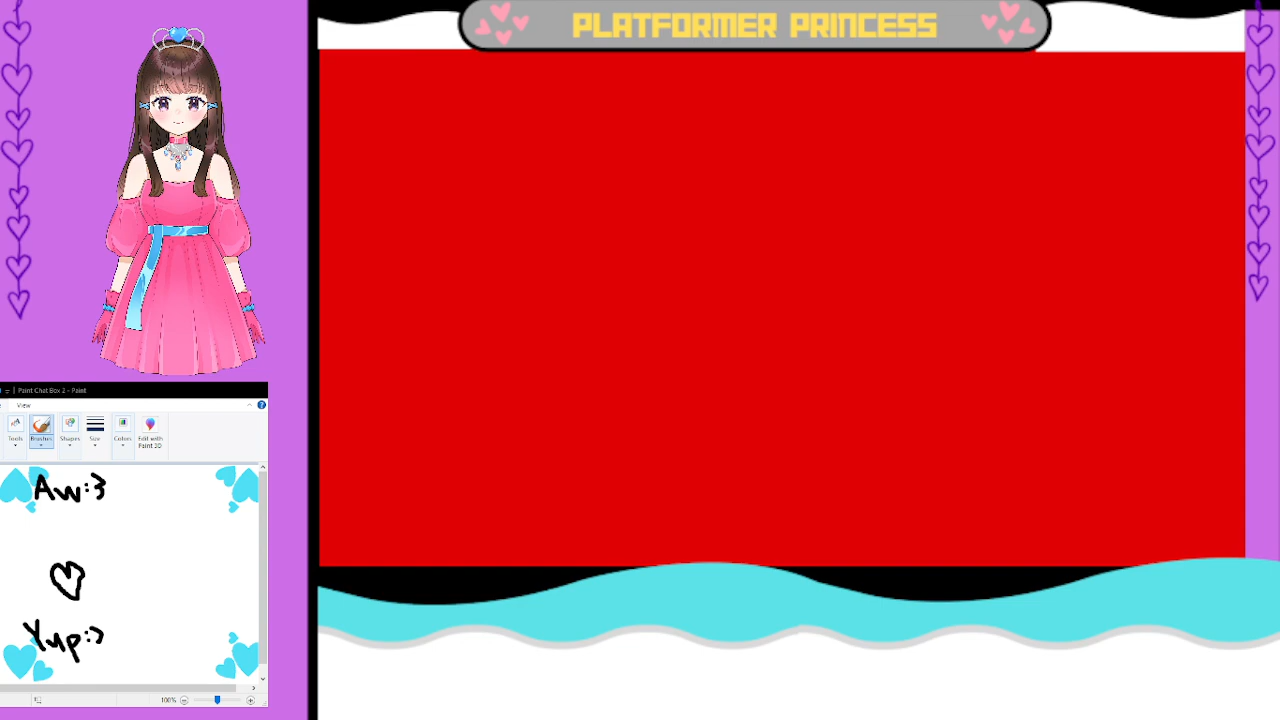 PLATFORMER PRINCESS
Paint Chat Box 2 - Paint
View
Tools
Brushes
Shapes
Size
Colors
Edit with
Paint 3D
Aw:3
Yup:>
100%